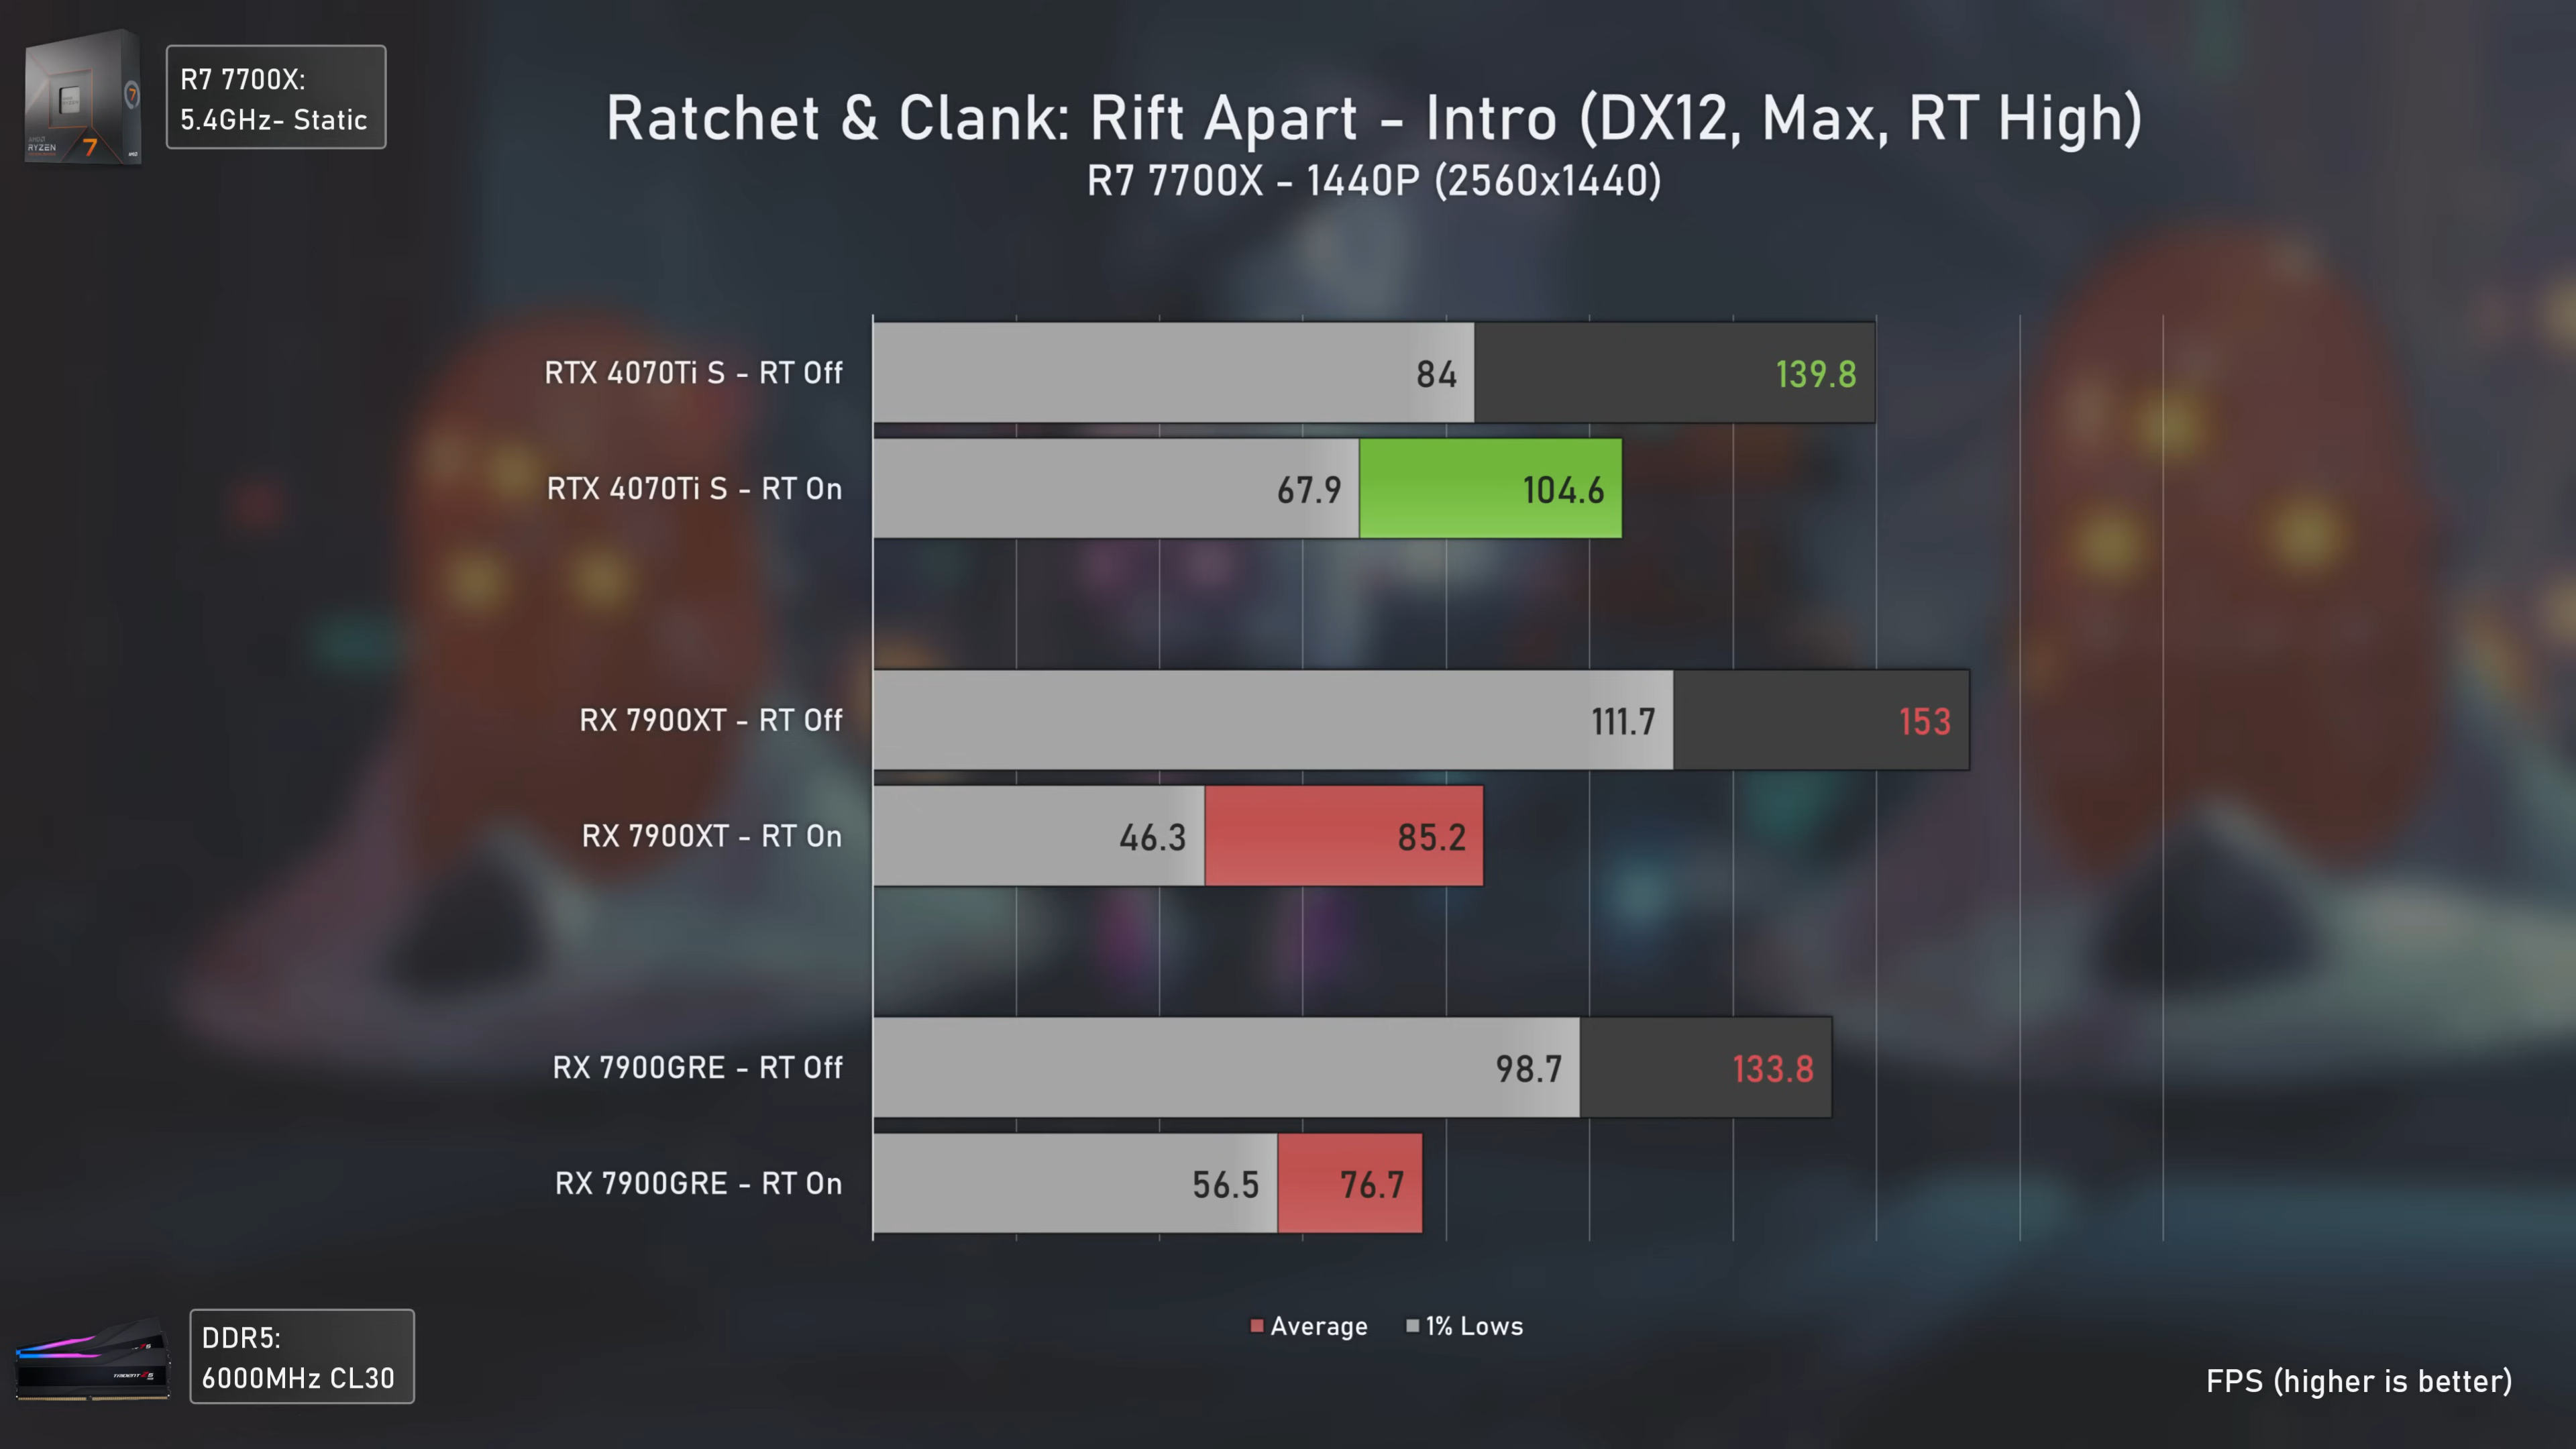 R7 7700X:
5.4GHz- Static
AMD
RYZEN
7
Ratchet & Clank: Rift Apart - Intro (DX12, Max, RT High)
R7 7700X - 1440P (2560x1440)
RTX 4070Ti S - RT Off
84
139.8
RTX 4070Ti S - RT On
67.9
104.6
RX 7900XT - RT Off
111.7
153
RX 7900XT - RT On
46.3
85.2
RX 7900GRE - RT Off
98.7
133.8
RX 7900GRE - RT On
56.5
76.7
Average
1% Lows
DDR5:
6000MHz CL30
FPS (higher is better)